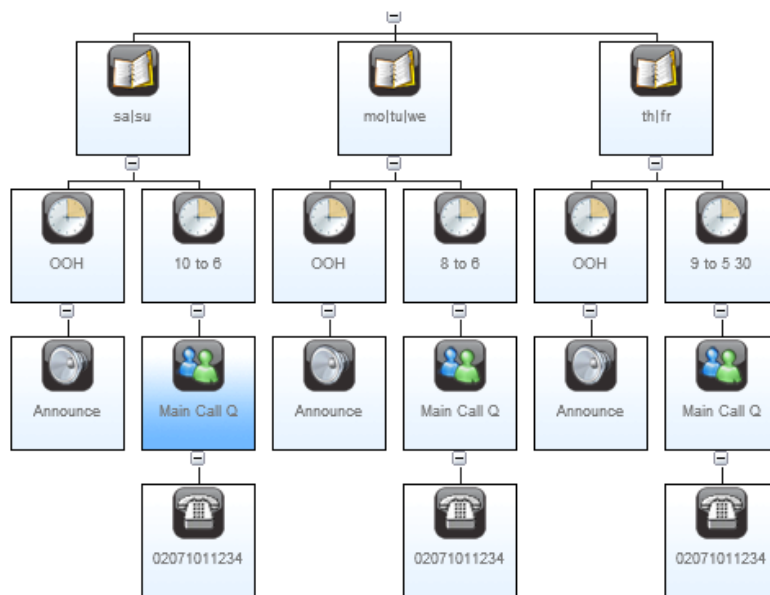 sa|su
mo|tu|we
th|fr
OOH
10 to 6
OOH
8 to 6
OOH
9 to 5 30
Announce
Main Call Q
Announce
Main Call Q
Announce
Main Call Q
02071011234
02071011234
02071011234